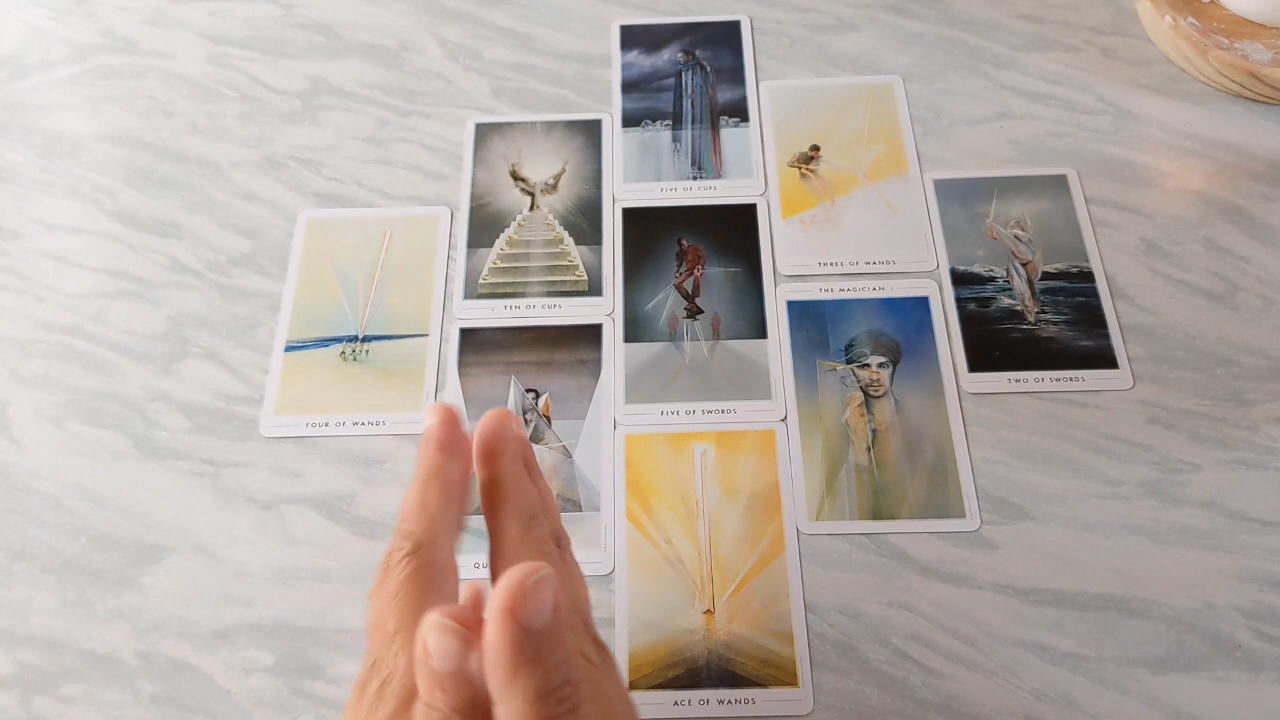 FIVE OF CUPS
THREE OF WANDS
TEN OF CUPS
THE MAGICIAN
TWO OF SWORDS
FIVE OF SWORDS
FOUR OF WANDS
ACE OF WANDS